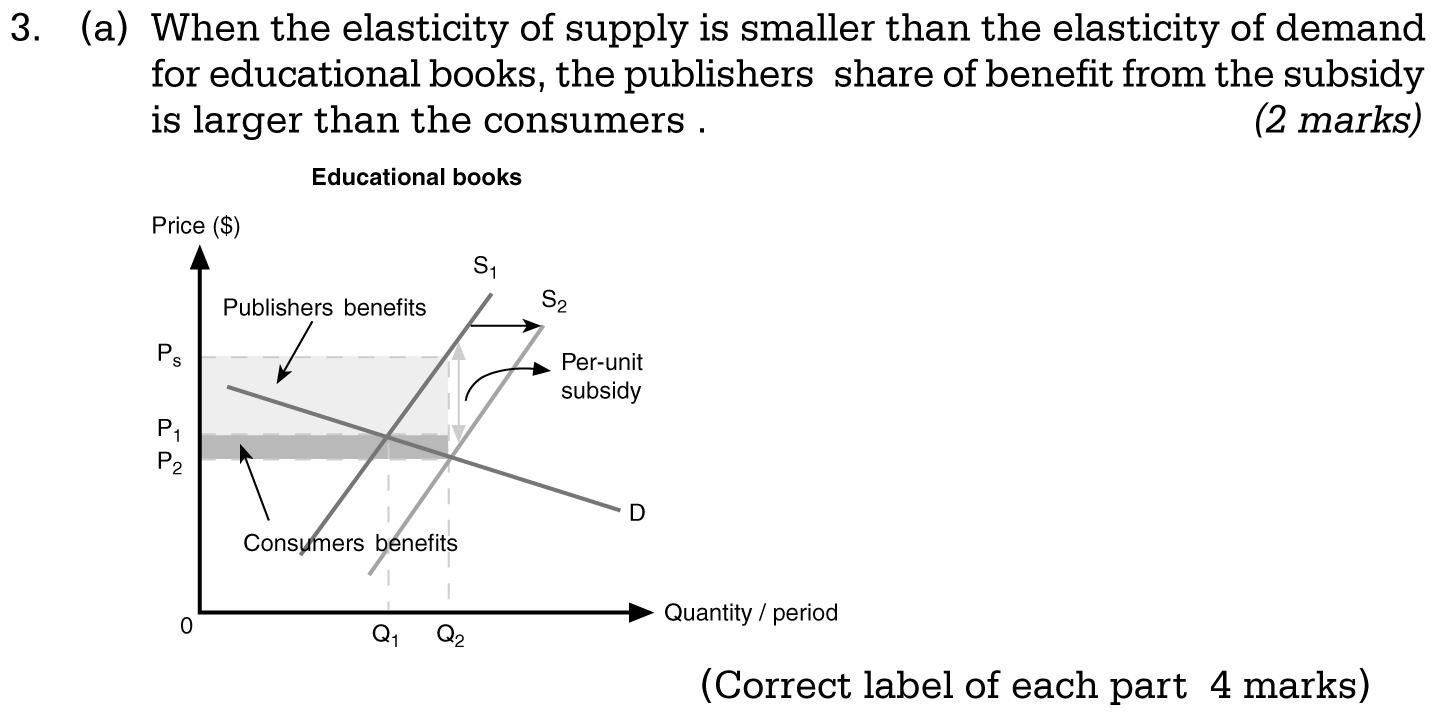 3. (a) When the elasticity of supply is smaller than the elasticity of demand
for educational books, the publishers share of benefit from the subsidy
is larger than the consumers .
(2 marks)
Educational books
Price ($)
S1
S2
Publishers benefits
Ps
Per-unit
subsidy
P1
P2
D
Consumers benefits
Quantity / period
0
Q1 Q2
(Correct label of each part 4 marks)